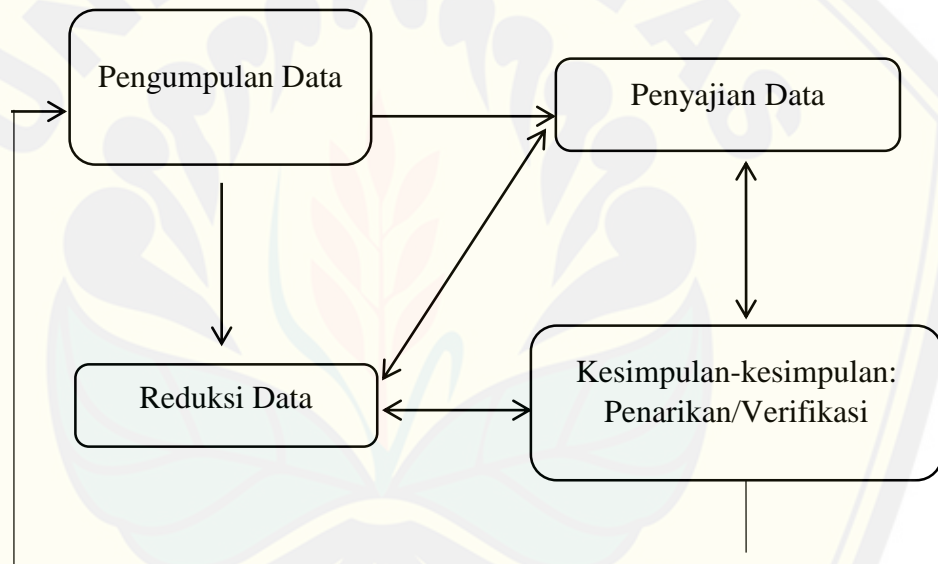 Pengumpulan Data
Penyajian Data
Reduksi Data
Kesimpulan-kesimpulan:
Penarikan/Verifikasi